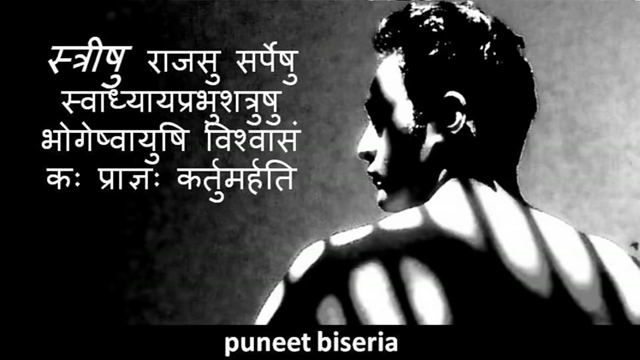 स्त्रीषु राजसु सर्पेषु
स्वाध्यायप्रभुशत्रुषु
भोगेष्वायुषि विश्वासं
कः प्राज्ञः कर्तुमर्हति
puneet biseria